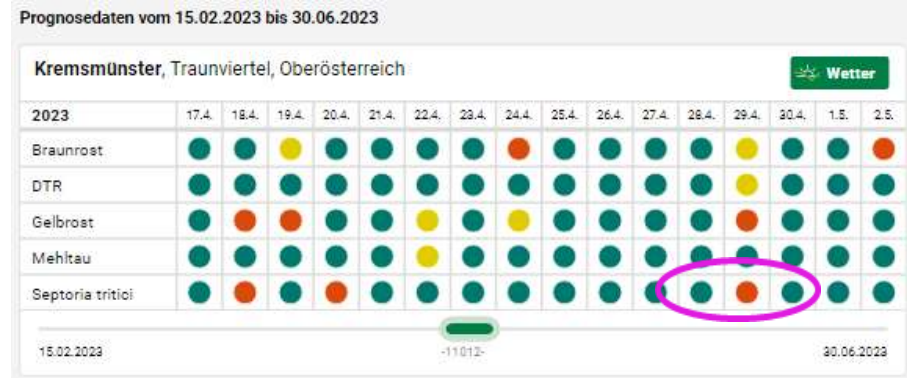 Prognosedaten vom 15.02.2023 bis 30.06.2023
Kremsmünster, Traunviertel, Oberösterreich
Wetter
2023 17.4. 18.4. 19.4. 20.4. 21.4. 22.4. 23.4. 24.4. 25.4. 26.4. 27.4. 28.4. 29.4. 30.4. 1.5. 2.5.
Braunrost
DTR
Gelbrost
Mehltau
Septoria tritici
15.02.2023 -11012- 30.06.2023